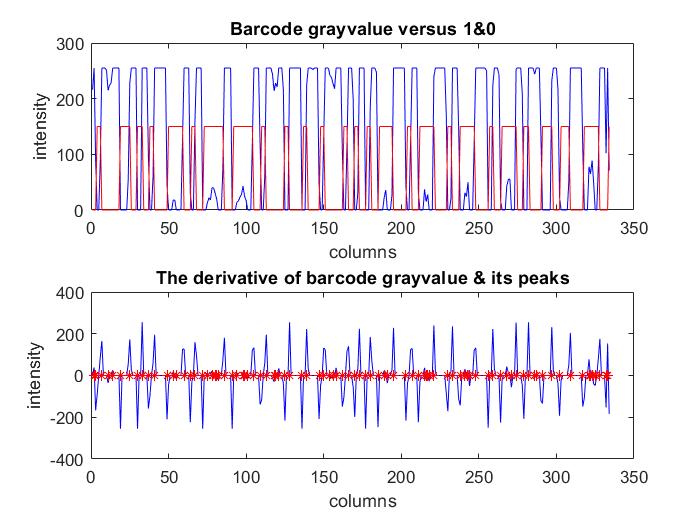 Barcode grayvalue versus 1&0
300
200
100
0
intensity
0 50 100 150 200 250 300 350
columns
The derivative of barcode grayvalue & its peaks
400
200
0
-200
-400
intensity
0 50 100 150 200 250 300 350
columns